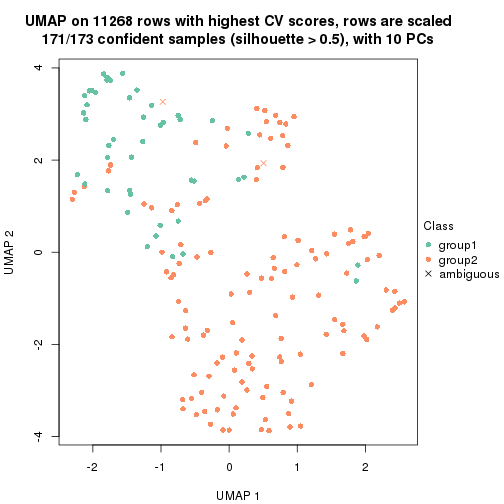 UMAP on 11268 rows with highest CV scores, rows are scaled
171/173 confident samples (silhouette > 0.5), with 10 PCs
4
2
0
-2
-4
UMAP 2
-2
-1
0
1
2
UMAP 1
Class
group1
group2
ambiguous